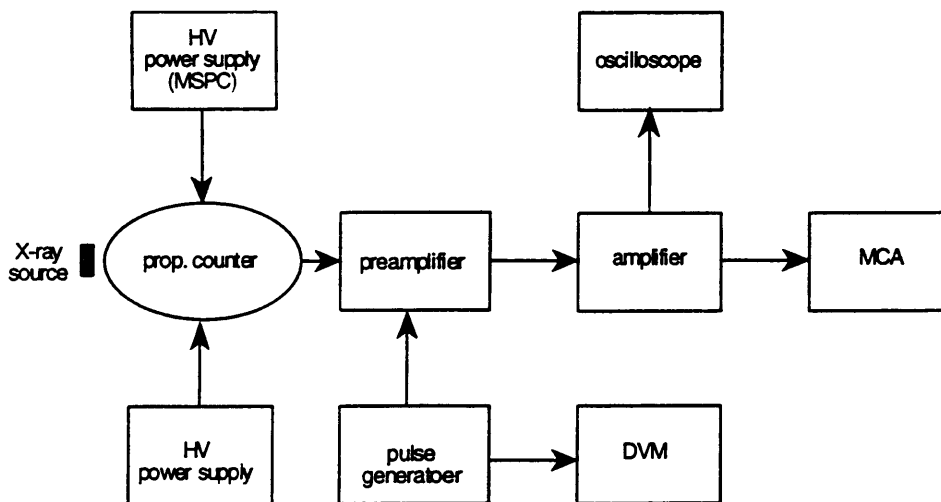 HV
power supply
(MSPC)
oscilloscope
X-ray
source
prop. counter
preamplifier
amplifier
MCA
HV
power supply
pulse
generatoer
DVM